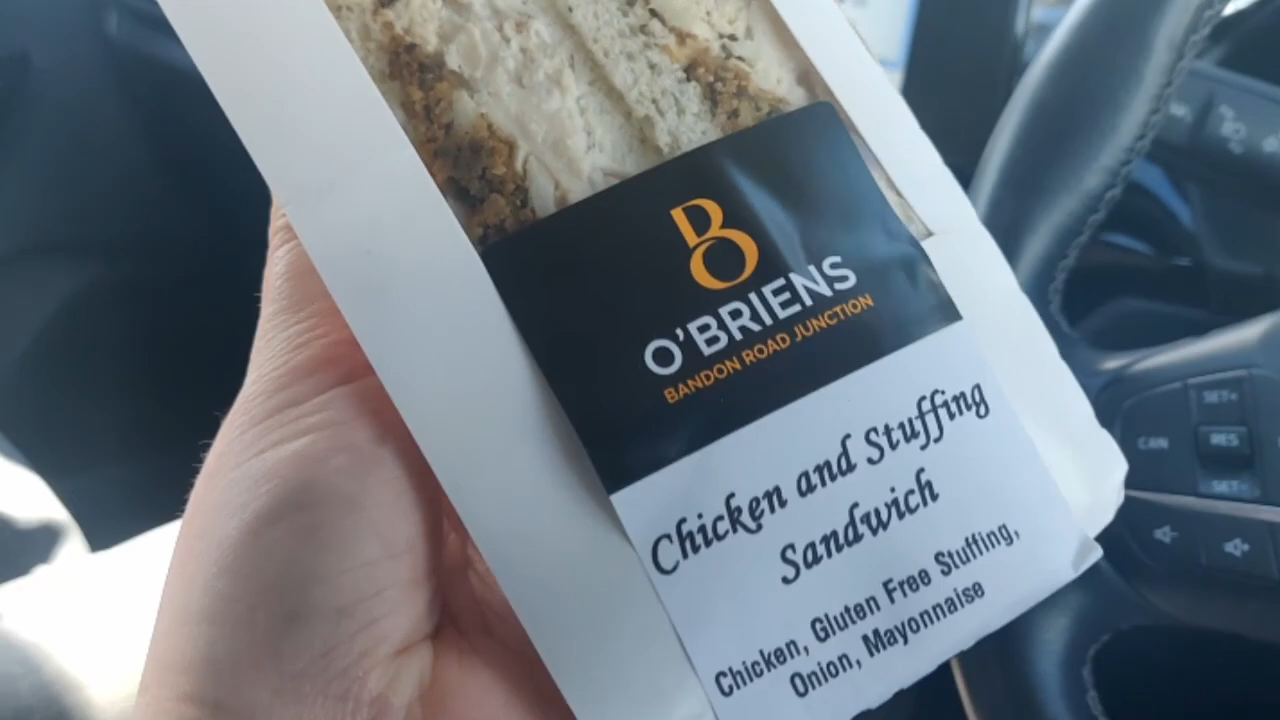 B
O'BRIENS
BANDON ROAD JUNCTION
Chicken and Stuffing
Sandwich
Chicken, Gluten Free Stuffing,
Onion, Mayonnaise
SET+
CAN
RES
SET-